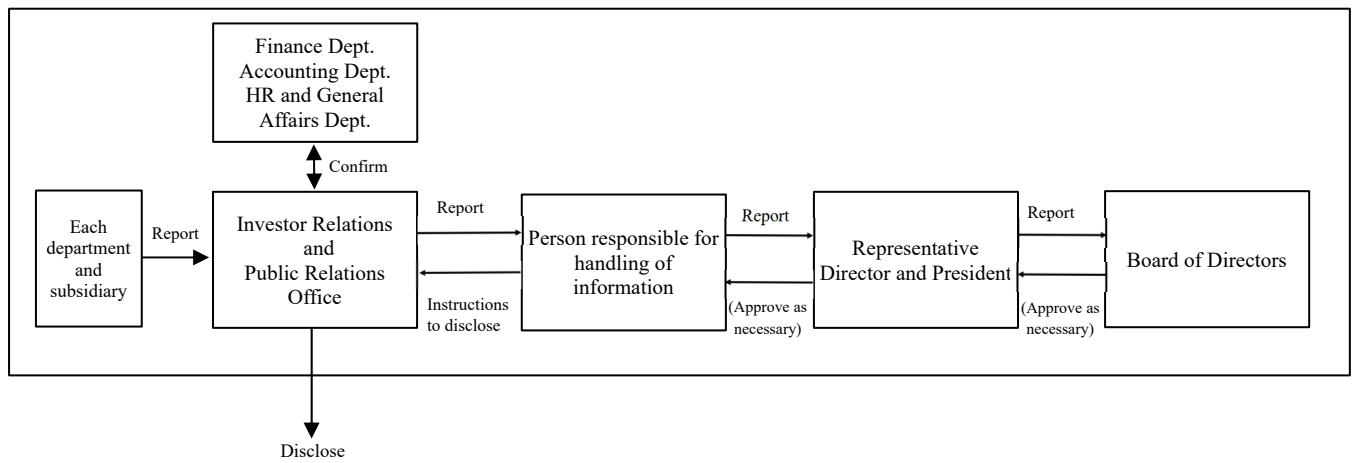 Finance Dept.
Accounting Dept.
HR and General
Affairs Dept.
Confirm
Each
department
and
subsidiary
Report
Investor Relations
and
Public Relations
Office
Report
Instructions
to disclose
Person responsible for
handling of
information
Report
(Approve as
necessary)
Representative
Director and President
Report
(Approve as
necessary)
Board of Directors
Disclose